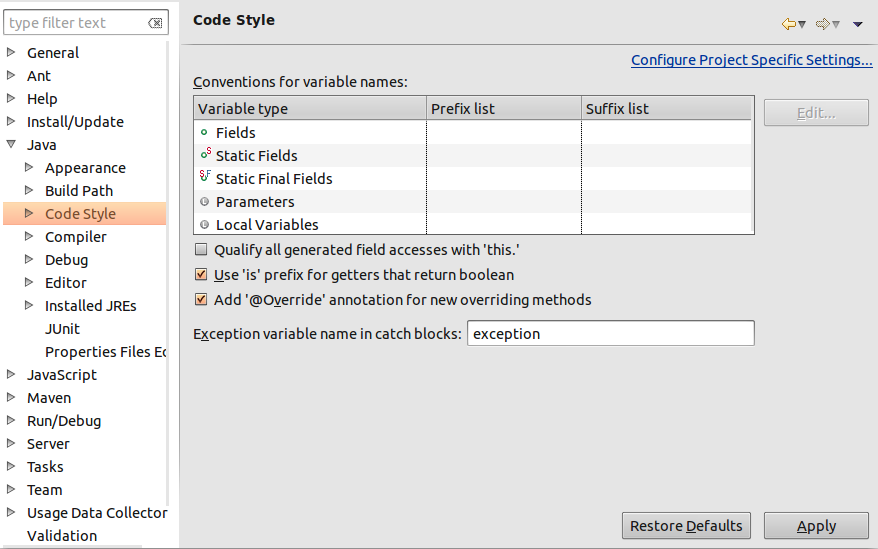 type filter text
General
Ant
Help
Install/Update
Java
Appearance
Build Path
Code Style
Compiler
Debug
Editor
Installed JREs
JUnit
Properties Files Ec
JavaScript
Maven
Run/Debug
Server
Tasks
Team
Usage Data Collector
Validation
Code Style
Configure Project Specific Settings...
Conventions for variable names:
Variable type Prefix list Suffix list
Fields
Static Fields
Static Final Fields
Parameters
Local Variables
Edit...
Qualify all generated field accesses with 'this.'
Use 'is' prefix for getters that return boolean
Add '@Override' annotation for new overriding methods
Exception variable name in catch blocks: exception
Restore Defaults Apply